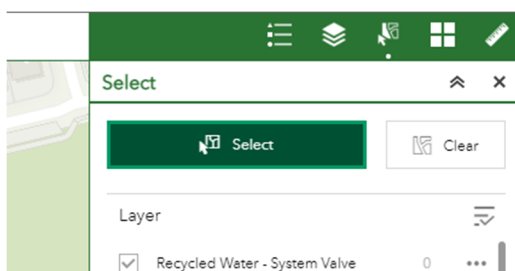 Select
Select
Clear
Layer
Recycled Water - System Valve 0